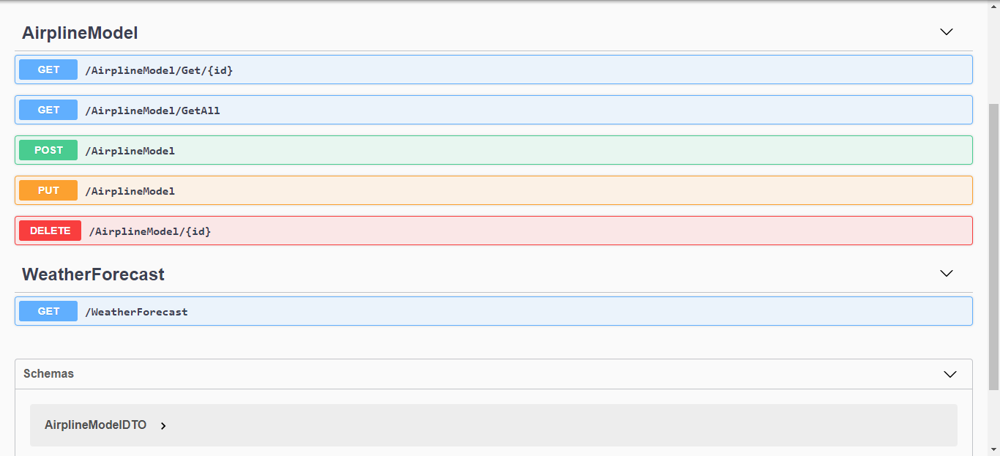 AirplineModel
GET /AirplineModel/Get/{id}
GET /AirplineModel/GetAll
POST /AirplineModel
PUT /AirplineModel
DELETE /AirplineModel/{id}
WeatherForecast
GET /WeatherForecast
Schemas
AirplineModelDTO